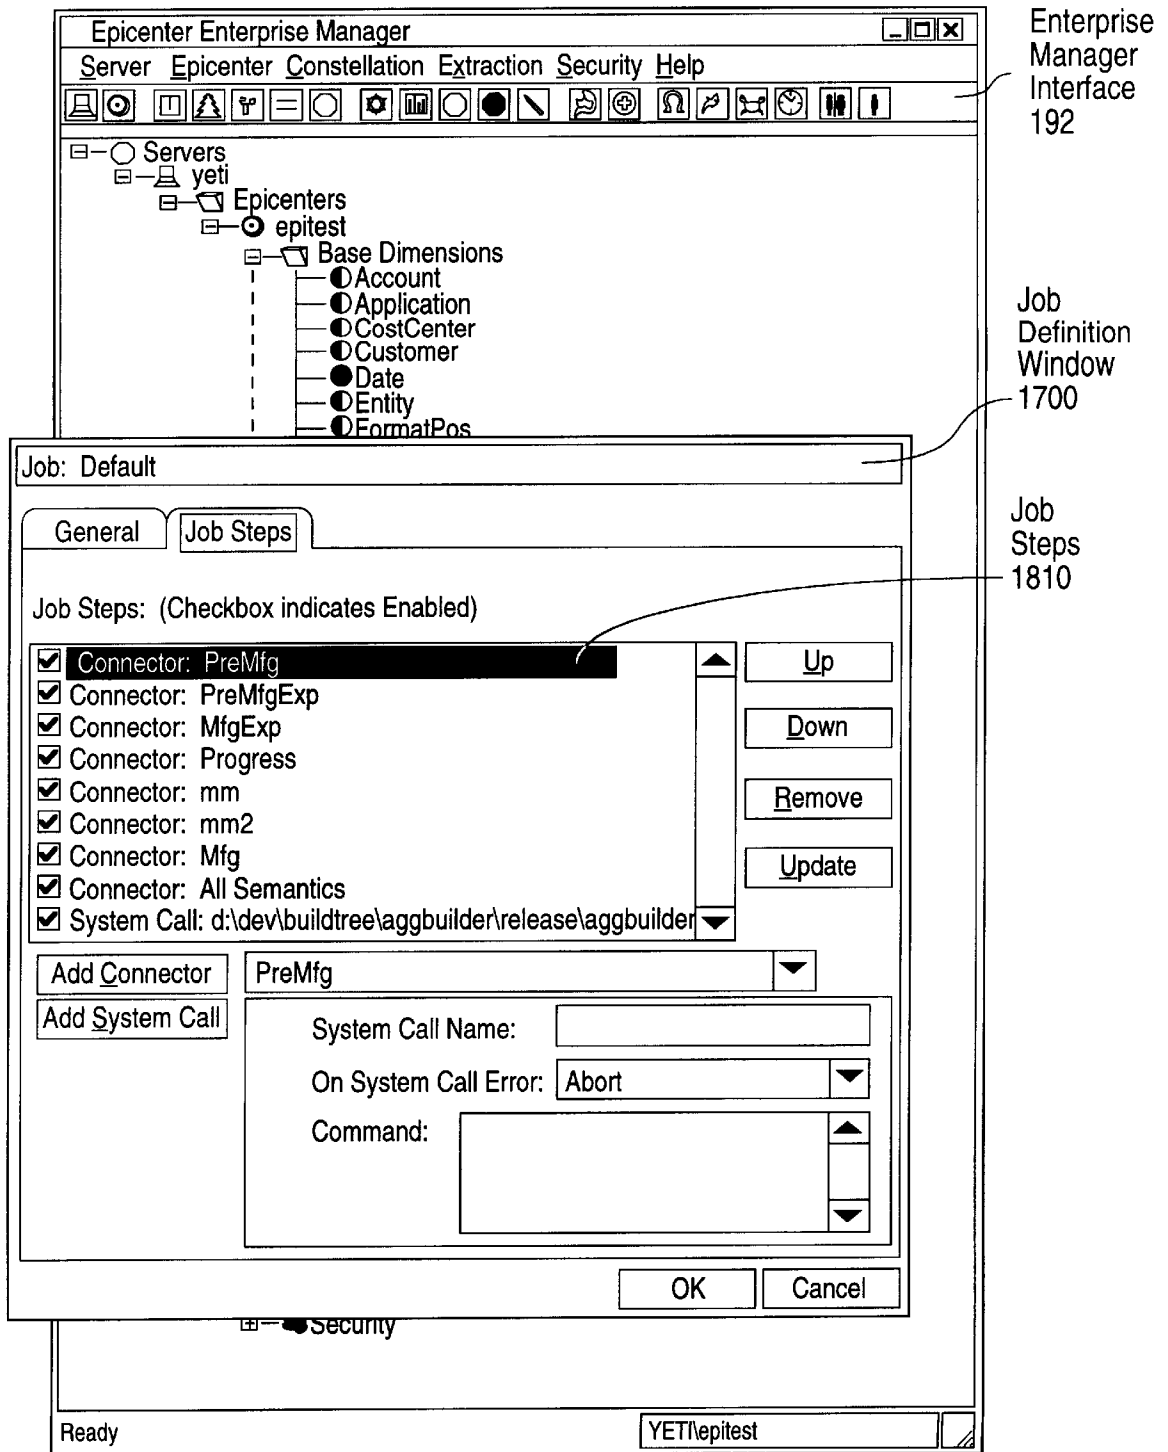 Epicenter Enterprise Manager
Server Epicenter Constellation Extraction Security Help
Enterprise
Manager
Interface
192
Servers
yeti
Epicenters
epitest
Base Dimensions
Account
Application
CostCenter
Customer
Date
Entity
FormatPos
Job
Definition
Window
1700
Job: Default
General
Job Steps
Job
Steps
1810
Job Steps: (Checkbox indicates Enabled)
Connector: PreMfg
Connector: PreMfgExp
Connector: MfgExp
Connector: Progress
Connector: mm
Connector: mm2
Connector: Mfg
Connector: All Semantics
System Call: d:\dev\buildtree\aggbuilder\release\aggbuilder
Up
Down
Remove
Update
Add Connector
PreMfg
Add System Call
System Call Name:
On System Call Error: Abort
Command:
OK
Cancel
Security
Ready
YETI\epitest